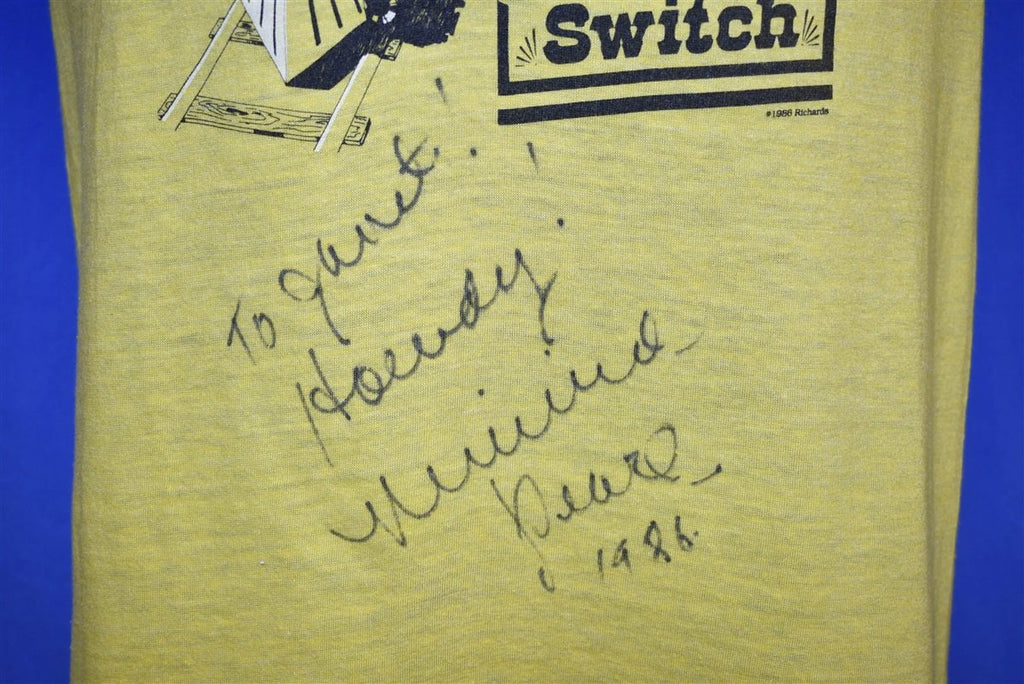 Switch
©1986 Richards
To Janet!
Howdy!
Minnie
Pearl
1986.